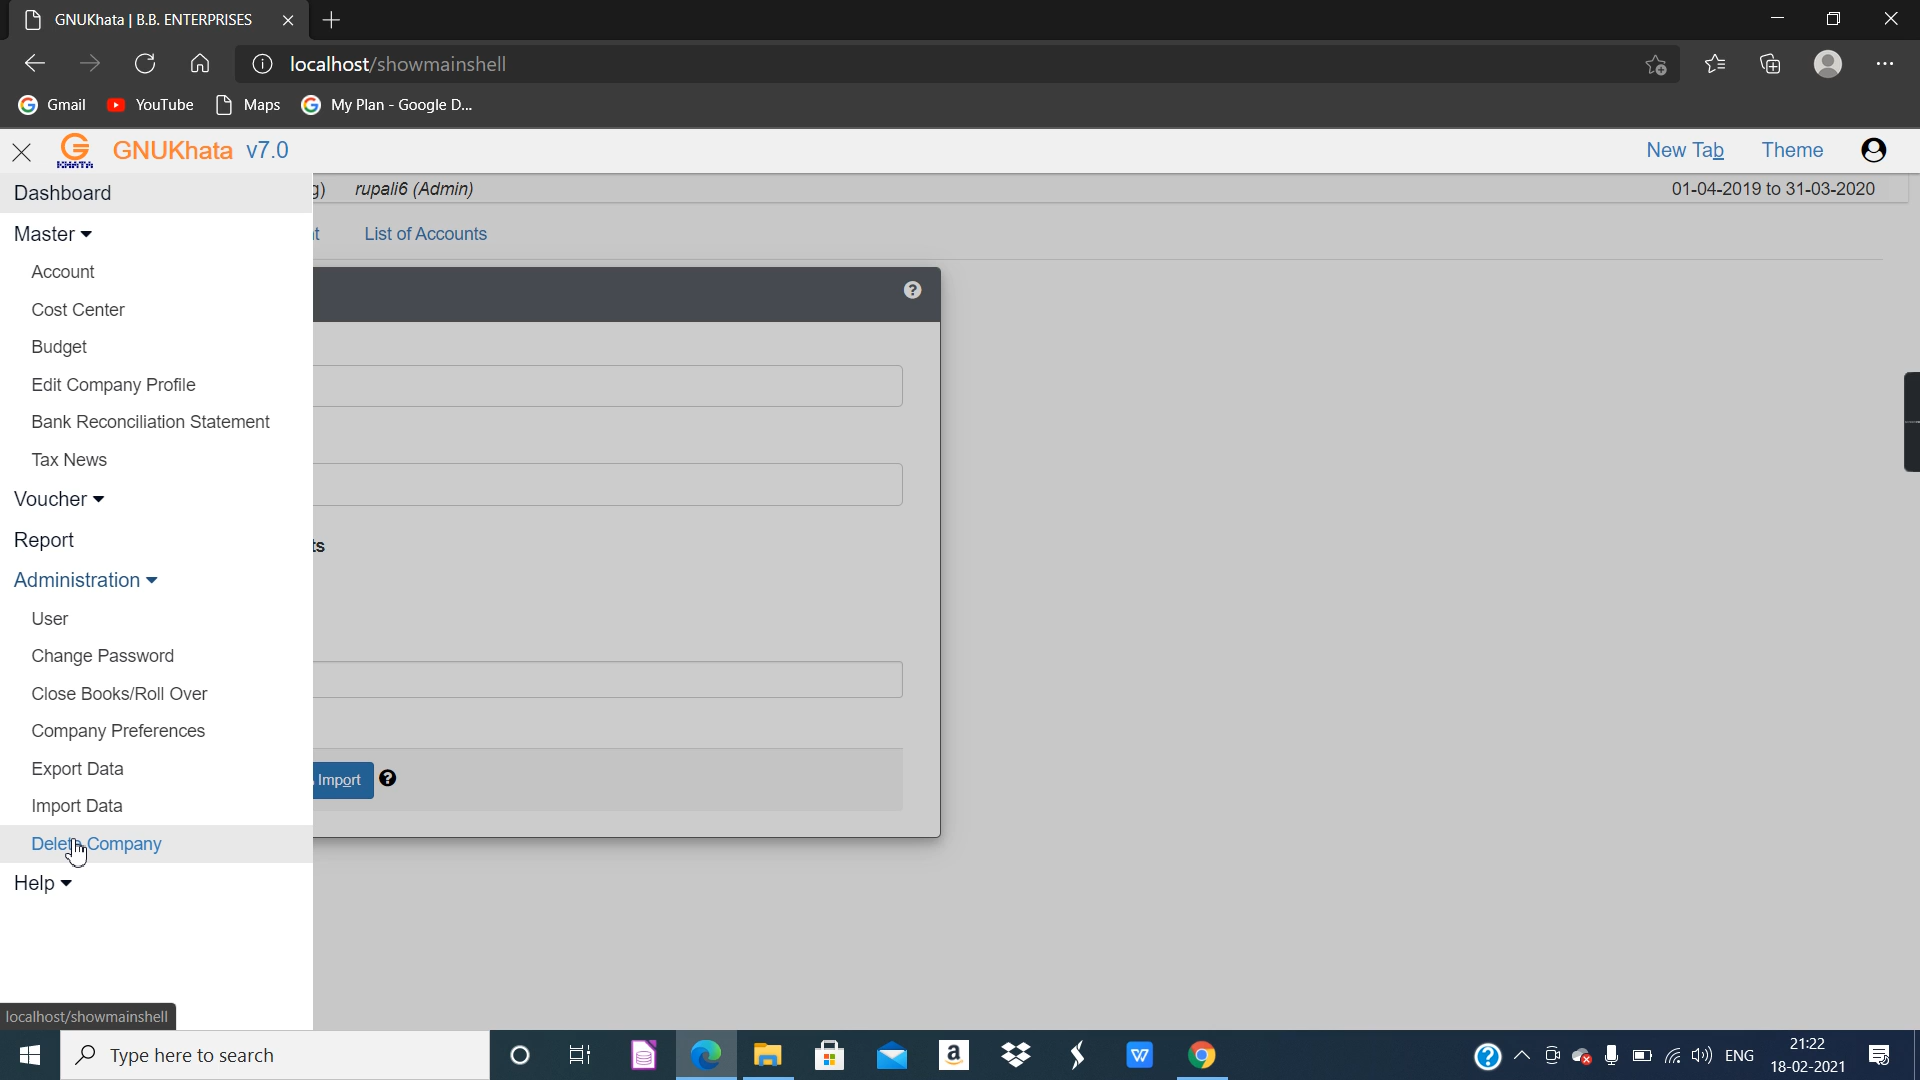 GNUKhata | B.B. ENTERPRISES
localhost/showmainshell
Gmail YouTube Maps My Plan - Google D...
KHATA GNUKhata v7.0 New Tab Theme
Dashboard g) rupali6 (Admin) 01-04-2019 to 31-03-2020
Master nt List of Accounts
Account
Cost Center
Budget
Edit Company Profile
Bank Reconciliation Statement
Tax News
Voucher
Report ts
Administration
User
Change Password
Close Books/Roll Over
Company Preferences
Export Data Import
Import Data
Delete Company
Help
localhost/showmainshell
Type here to search
ENG 21:22
18-02-2021